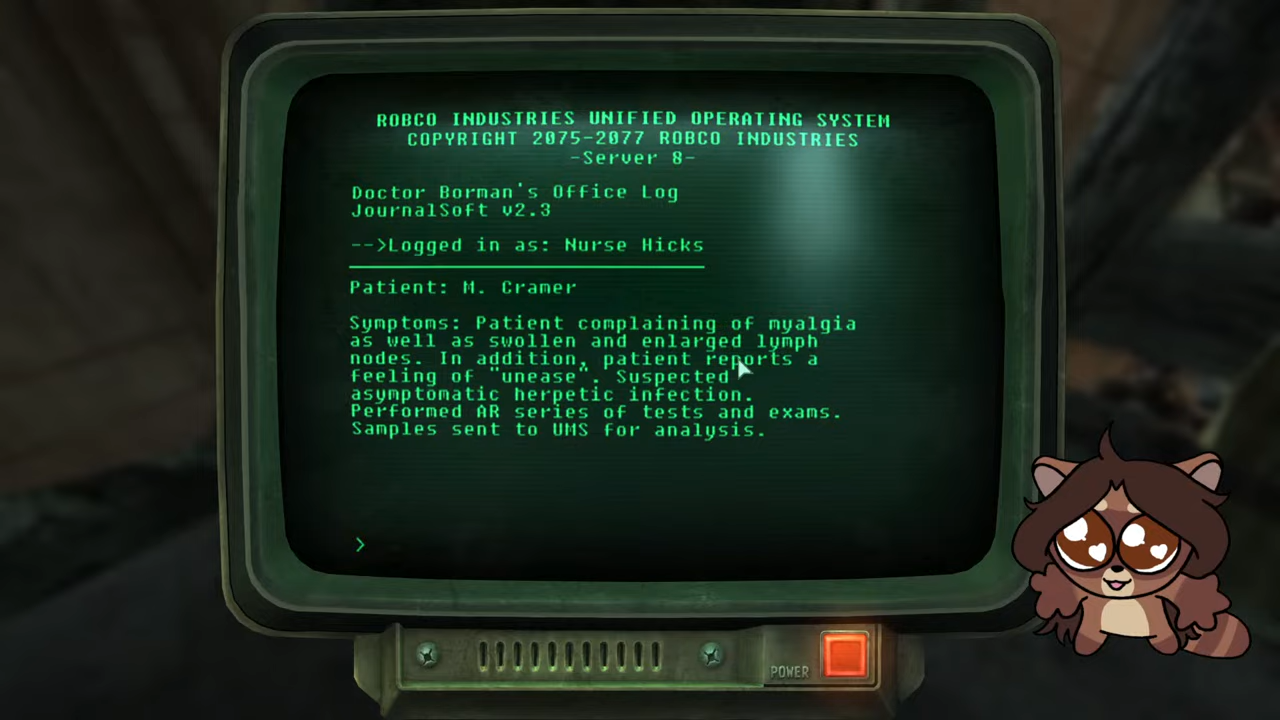 ROBCO INDUSTRIES UNIFIED OPERATING SYSTEM
COPYRIGHT 2075-2077 ROBCO INDUSTRIES
-Server 8-
Doctor Borman's Office Log
JournalSoft v2.3
-->Logged in as: Nurse Hicks
Patient: M. Cramer
Symptoms: Patient complaining of myalgia
as well as swollen and enlarged lymph
nodes. In addition, patient reports a
feeling of "unease". Suspected
asymptomatic herpetic infection.
Performed AR series of tests and exams.
Samples sent to UMS for analysis.
>
POWER